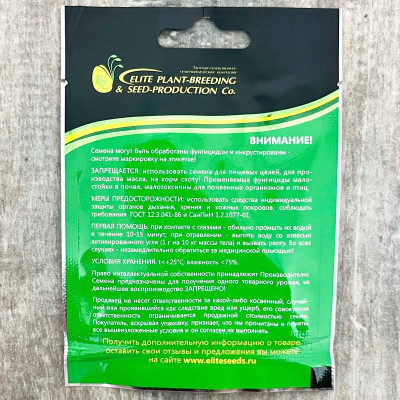 Элитная селекционная
семеноводческая компания
ELITE PLANT-BREEDING
& SEED-PRODUCTION Co.
ВНИМАНИЕ!
Семена могут быть обработаны фунгицидом и инкрустированы -
смотрите маркировку на этикетке!
ЗАПРЕЩАЕТСЯ: использовать семена для пищевых целей, для про-
изводства масла, на корм скоту! Применяемые фунгициды мало-
стойки в почве, малотоксичны для почвенных организмов и птиц.
МЕРЫ ПРЕДОСТОРОЖНОСТИ: использовать средства индивидуальной
защиты органов дыхания, зрения и кожных покровов, соблюдать
требования ГОСТ 12.3.041-86 и СанПиН 1.2.1077-01.
ПЕРВАЯ ПОМОЩЬ: при контакте с глазами - обильно промыть их водой
в течение 10-15 минут, при отравлении - выпить воду со взвесью
активированного угля (1 г на 10 кг массы тела) и вызвать рвоту. Во всех
случаях - незамедлительно обратиться за медицинской помощью!
УСЛОВИЯ ХРАНЕНИЯ: t<+25°С; влажность <75%.
Право интеллектуальной собственности принадлежит Производителю.
Семена предназначены для получения одного товарного урожая, их
дальнейшее воспроизводство ЗАПРЕЩЕНО!
Продавец не несет ответственности за какой-либо косвенный, случай-
ный или проявившийся как следствие вред или ущерб, его совокупная
ответственность ограничивается продажной стоимостью семян.
Покупатель, вскрывая упаковку, признает, что им прочитаны и поняты
все вышеуказанные условия и он согласен их выполнять.
Получить дополнительную информацию о товаре,
оставить свои отзывы и предложения вы можете
на сайте www.eliteseeds.ru